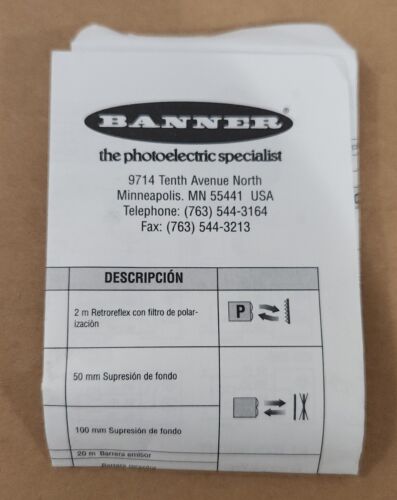 BANNER®
the photoelectric specialist
9714 Tenth Avenue North
Minneapolis. MN 55441 USA
Telephone: (763) 544-3164
Fax: (763) 544-3213
DESCRIPCIÓN
2 m Retroreflex con filtro de polar-
ización
P
50 mm Supresión de fondo
100 mm Supresión de fondo
20 m Barrera emisor
Barrera